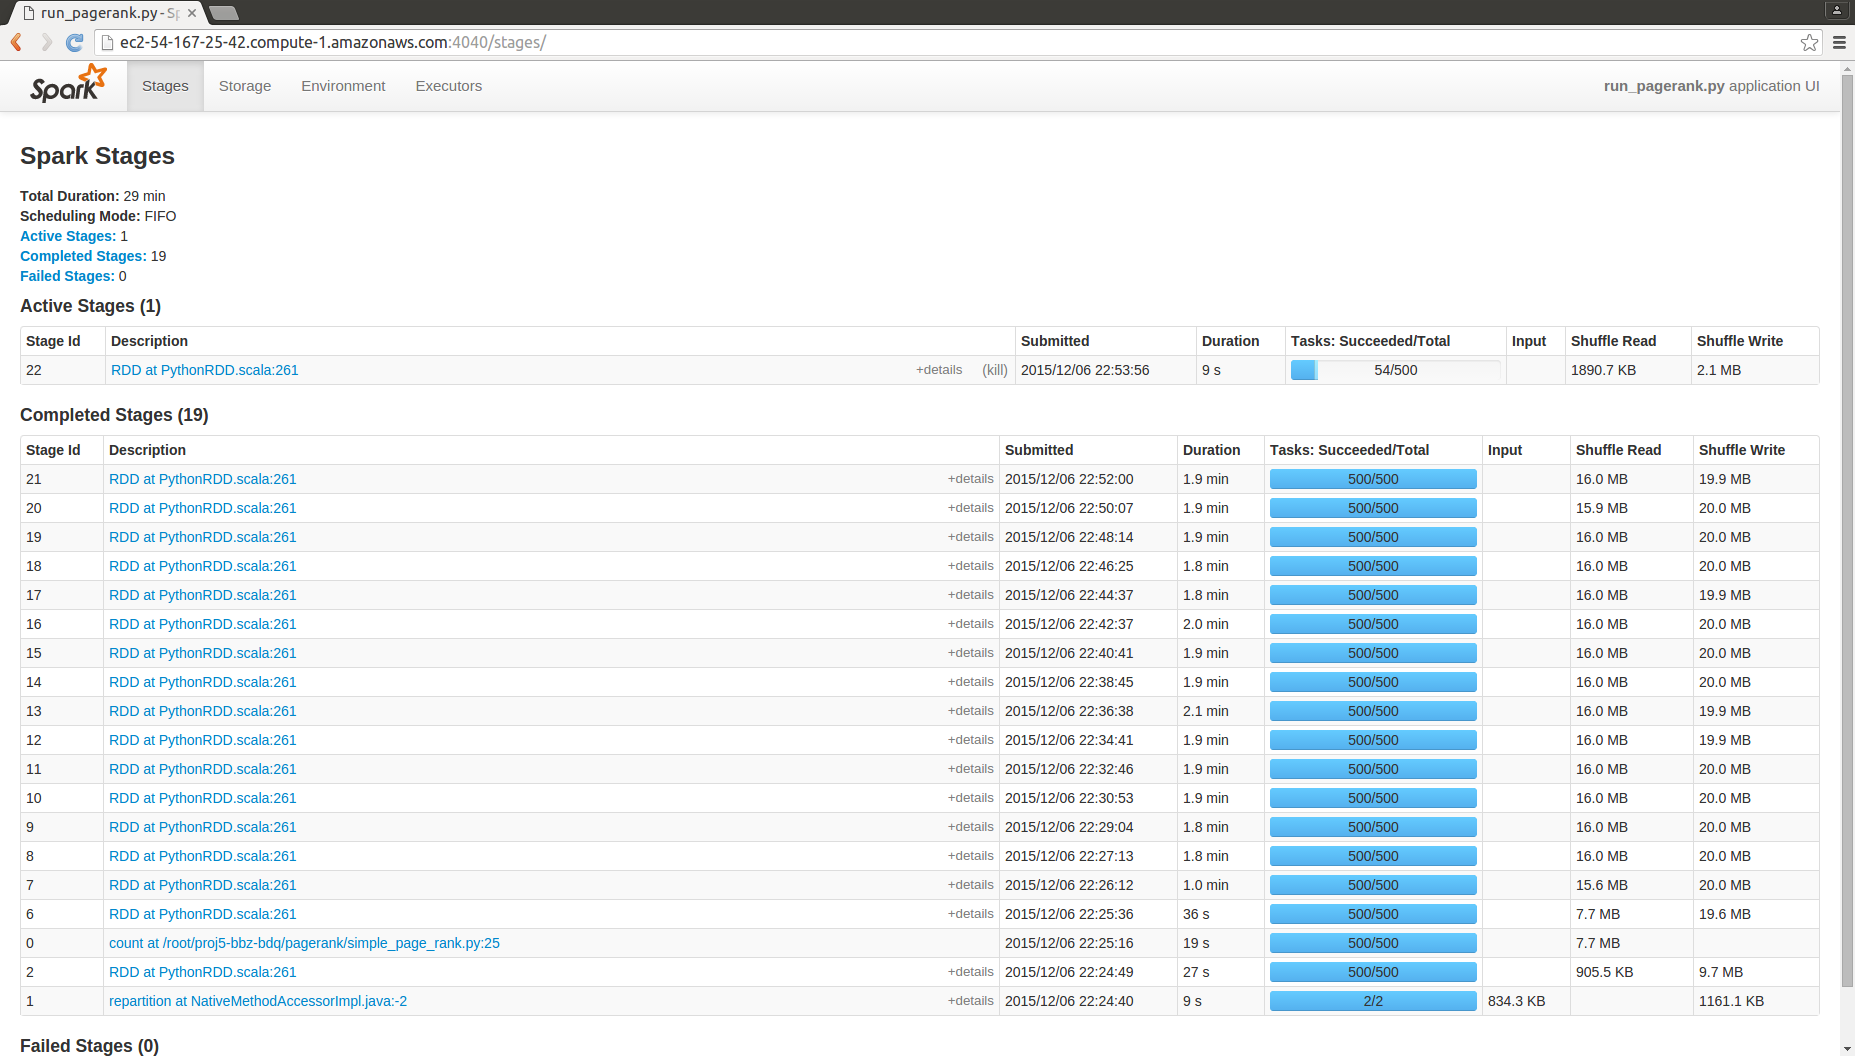 run_pagerank.py - Sp
ec2-54-167-25-42.compute-1.amazonaws.com:4040/stages/
Spark Stages Storage Environment Executors run_pagerank.py application UI
Spark Stages
Total Duration: 29 min
Scheduling Mode: FIFO
Active Stages: 1
Completed Stages: 19
Failed Stages: 0
Active Stages (1)
Stage Id Description Submitted Duration Tasks: Succeeded/Total Input Shuffle Read Shuffle Write
22 RDD at PythonRDD.scala:261 +details (kill) 2015/12/06 22:53:56 9 s 54/500 1890.7 KB 2.1 MB
Completed Stages (19)
Stage Id Description Submitted Duration Tasks: Succeeded/Total Input Shuffle Read Shuffle Write
21 RDD at PythonRDD.scala:261 +details 2015/12/06 22:52:00 1.9 min 500/500 16.0 MB 19.9 MB
20 RDD at PythonRDD.scala:261 +details 2015/12/06 22:50:07 1.9 min 500/500 15.9 MB 20.0 MB
19 RDD at PythonRDD.scala:261 +details 2015/12/06 22:48:14 1.9 min 500/500 16.0 MB 20.0 MB
18 RDD at PythonRDD.scala:261 +details 2015/12/06 22:46:25 1.8 min 500/500 16.0 MB 20.0 MB
17 RDD at PythonRDD.scala:261 +details 2015/12/06 22:44:37 1.8 min 500/500 16.0 MB 19.9 MB
16 RDD at PythonRDD.scala:261 +details 2015/12/06 22:42:37 2.0 min 500/500 16.0 MB 20.0 MB
15 RDD at PythonRDD.scala:261 +details 2015/12/06 22:40:41 1.9 min 500/500 16.0 MB 20.0 MB
14 RDD at PythonRDD.scala:261 +details 2015/12/06 22:38:45 1.9 min 500/500 16.0 MB 20.0 MB
13 RDD at PythonRDD.scala:261 +details 2015/12/06 22:36:38 2.1 min 500/500 16.0 MB 19.9 MB
12 RDD at PythonRDD.scala:261 +details 2015/12/06 22:34:41 1.9 min 500/500 16.0 MB 19.9 MB
11 RDD at PythonRDD.scala:261 +details 2015/12/06 22:32:46 1.9 min 500/500 16.0 MB 20.0 MB
10 RDD at PythonRDD.scala:261 +details 2015/12/06 22:30:53 1.9 min 500/500 16.0 MB 20.0 MB
9 RDD at PythonRDD.scala:261 +details 2015/12/06 22:29:04 1.8 min 500/500 16.0 MB 20.0 MB
8 RDD at PythonRDD.scala:261 +details 2015/12/06 22:27:13 1.8 min 500/500 16.0 MB 20.0 MB
7 RDD at PythonRDD.scala:261 +details 2015/12/06 22:26:12 1.0 min 500/500 15.6 MB 20.0 MB
6 RDD at PythonRDD.scala:261 +details 2015/12/06 22:25:36 36 s 500/500 7.7 MB 19.6 MB
0 count at /root/proj5-bbz-bdq/pagerank/simple_page_rank.py:25 2015/12/06 22:25:16 19 s 500/500 7.7 MB
2 RDD at PythonRDD.scala:261 +details 2015/12/06 22:24:49 27 s 500/500 905.5 KB 9.7 MB
1 repartition at NativeMethodAccessorImpl.java:-2 +details 2015/12/06 22:24:40 9 s 2/2 834.3 KB 1161.1 KB
Failed Stages (0)